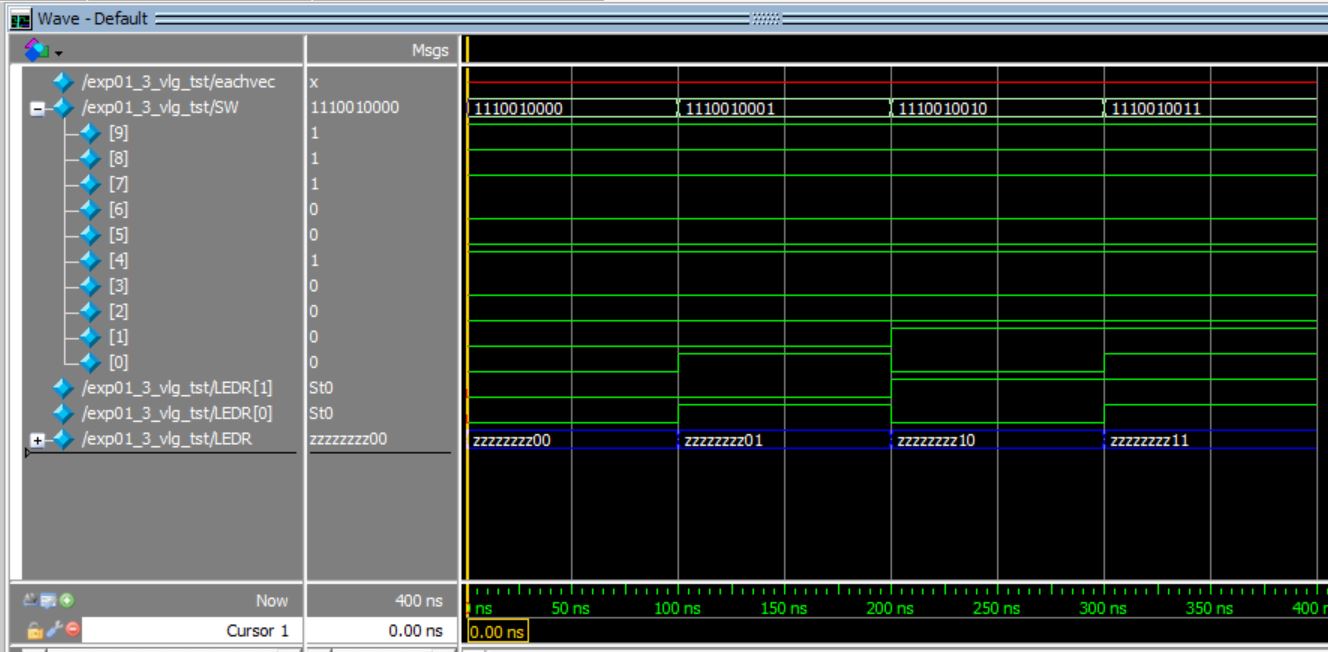 Wave - Default
Msgs
/exp01_3_vlg_tst/eachvec x
/exp01_3_vlg_tst/SW 1110010000 1110010000 1110010001 1110010010 1110010011
[9] 1
[8] 1
[7] 1
[6] 0
[5] 0
[4] 1
[3] 0
[2] 0
[1] 0
[0] 0
/exp01_3_vlg_tst/LEDR[1] St0
/exp01_3_vlg_tst/LEDR[0] St0
/exp01_3_vlg_tst/LEDR zzzzzzzz00 zzzzzzzz00 zzzzzzzz01 zzzzzzzz10 zzzzzzzz11
Now 400 ns ns 50 ns 100 ns 150 ns 200 ns 250 ns 300 ns 350 ns 400
Cursor 1 0.00 ns 0.00 ns